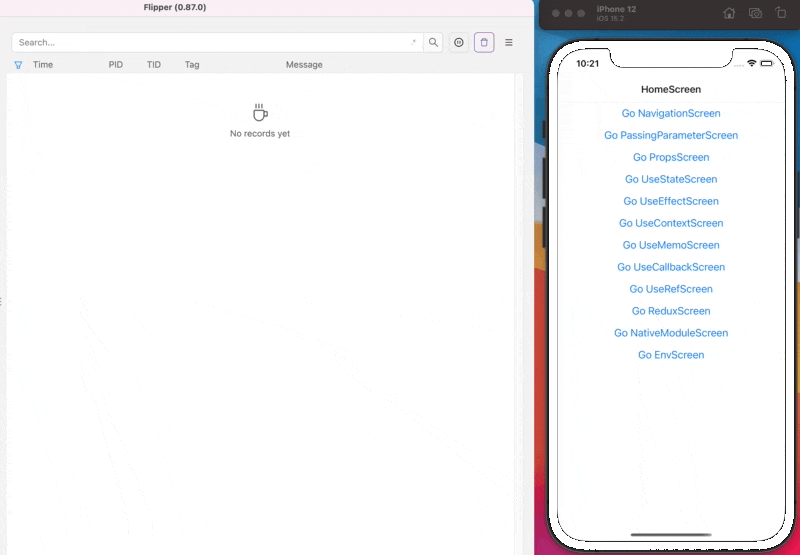 Flipper (0.87.0)
Search...
.*
Time PID TID Tag Message
No records yet
iPhone 12
iOS 15.2
10:21
HomeScreen
Go NavigationScreen
Go PassingParameterScreen
Go PropsScreen
Go UseStateScreen
Go UseEffectScreen
Go UseContextScreen
Go UseMemoScreen
Go UseCallbackScreen
Go UseRefScreen
Go ReduxScreen
Go NativeModuleScreen
Go EnvScreen